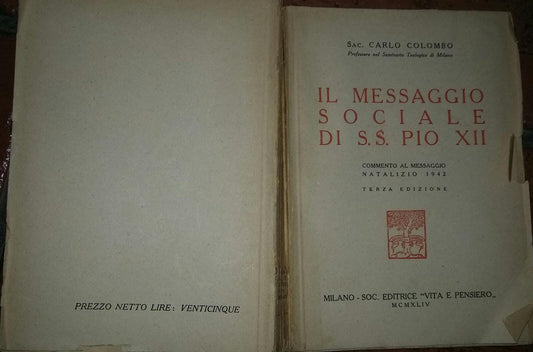 PREZZO NETTO LIRE: VENTICINQUE
SAC. CARLO COLOMBO
Professore nel Seminario Teologico di Milano
IL MESSAGGIO
SOCIALE
DI S.S. PIO XII
COMMENTO AL MESSAGGIO
NATALIZIO 1942
TERZA EDIZIONE
MILANO - SOC. EDITRICE "VITA E PENSIERO„
MCMXLIV